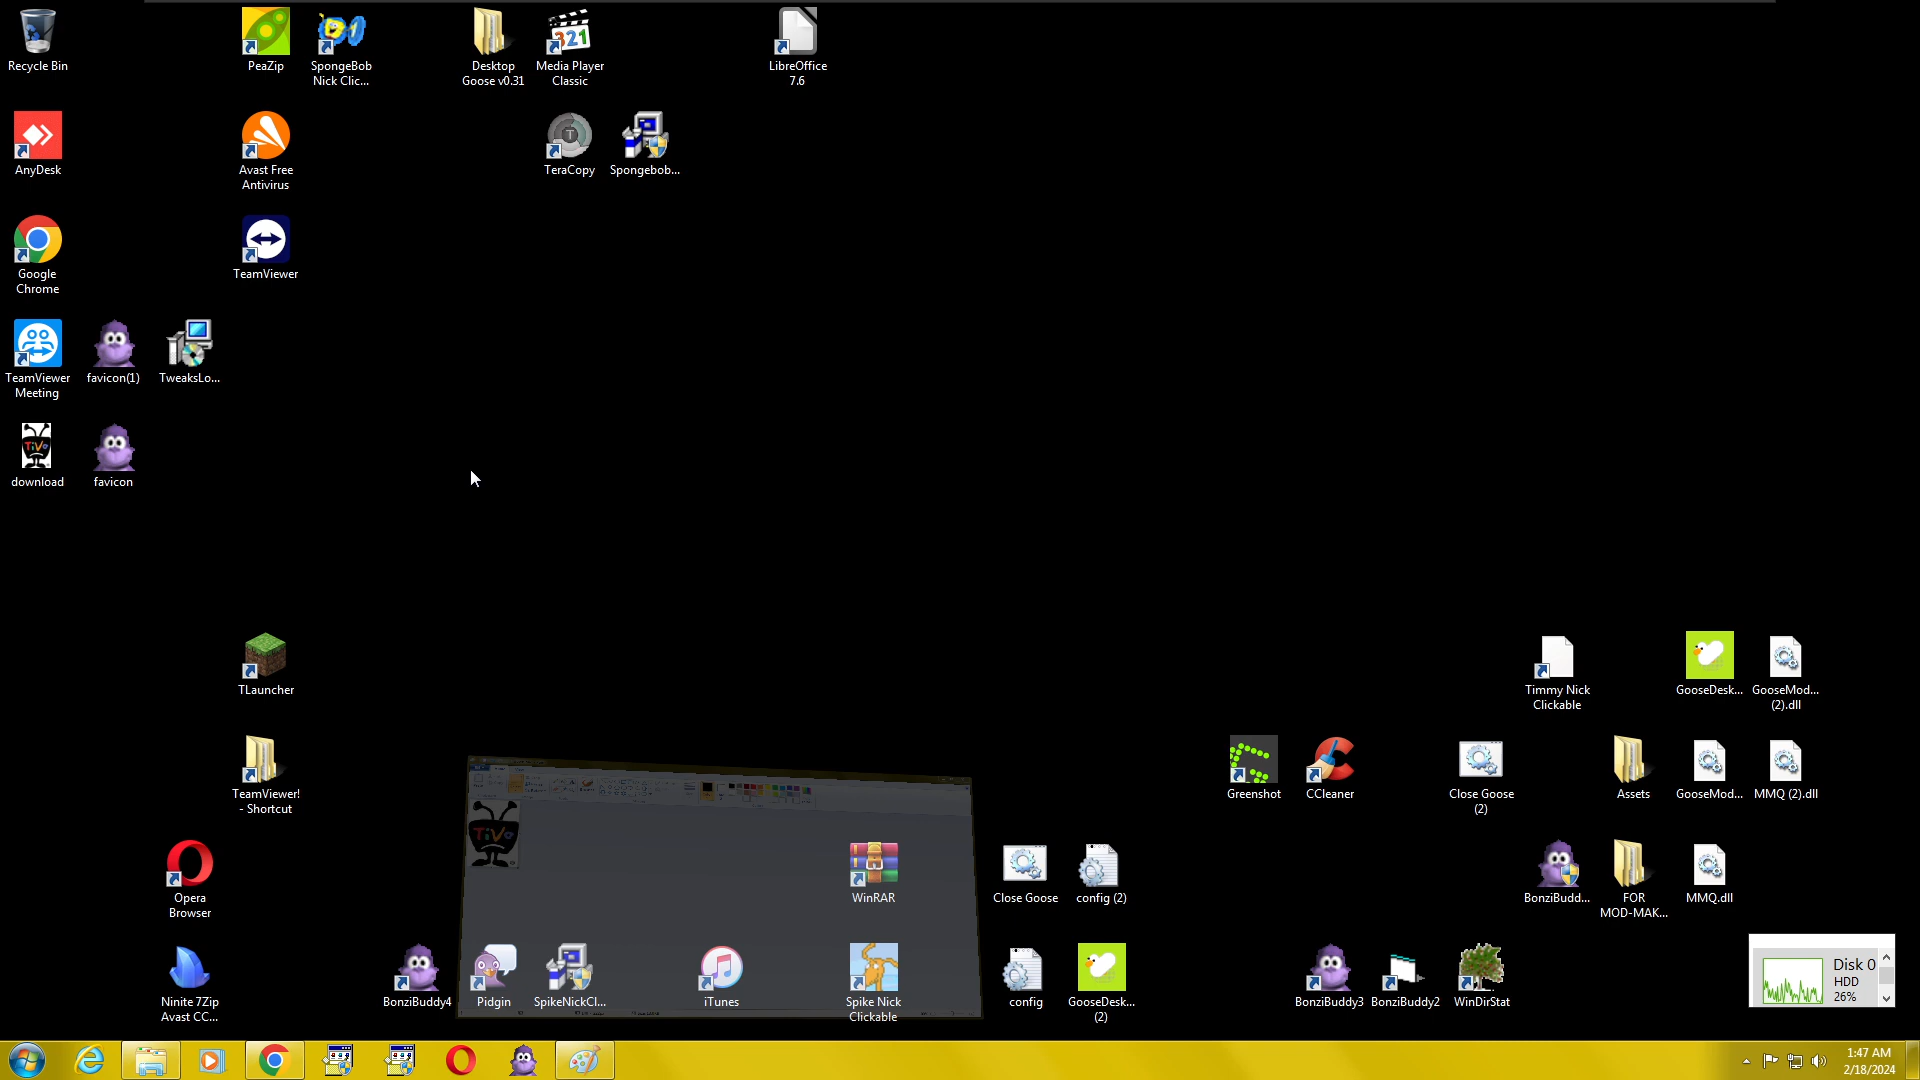 Recycle Bin
PeaZip
SpongeBob
Nick Clic...
Desktop
Goose v0.31
321
Media Player
Classic
LibreOffice
7.6
AnyDesk
Avast Free
Antivirus
T
TeraCopy
Spongebob...
Google
Chrome
TeamViewer
TeamViewer
Meeting
favicon(1)
TweaksLo...
TiVo
download
favicon
TLauncher
Timmy Nick
Clickable
GooseDesk...
GooseMod...
(2).dll
TeamViewer!
- Shortcut
Greenshot
CCleaner
Close Goose
(2)
Assets
GooseMod...
MMQ (2).dll
TiVo
Opera
Browser
WinRAR
Close Goose
config (2)
BonziBudd...
FOR
MOD-MAK...
MMQ.dll
Ninite 7Zip
Avast CC...
BonziBuddy4
Pidgin
SpikeNickCl...
iTunes
Spike Nick
Clickable
config
GooseDesk...
(2)
BonziBuddy3
BonziBuddy2
WinDirStat
Disk 0
HDD
26%
1:47 AM
2/18/2024